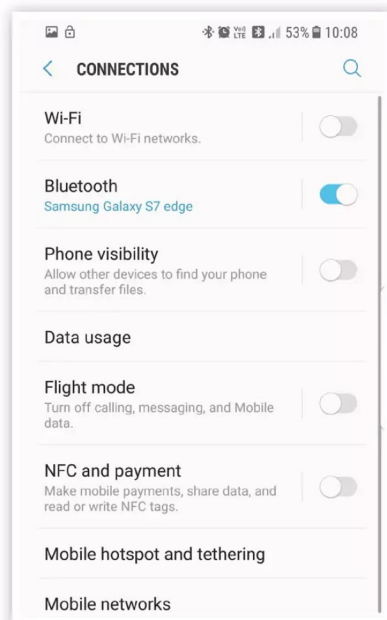 VoD LTE 53% 10:08
CONNECTIONS
Wi-Fi
Connect to Wi-Fi networks.
Bluetooth
Samsung Galaxy S7 edge
Phone visibility
Allow other devices to find your phone
and transfer files.
Data usage
Flight mode
Turn off calling, messaging, and Mobile
data.
NFC and payment
Make mobile payments, share data, and
read or write NFC tags.
Mobile hotspot and tethering
Mobile networks